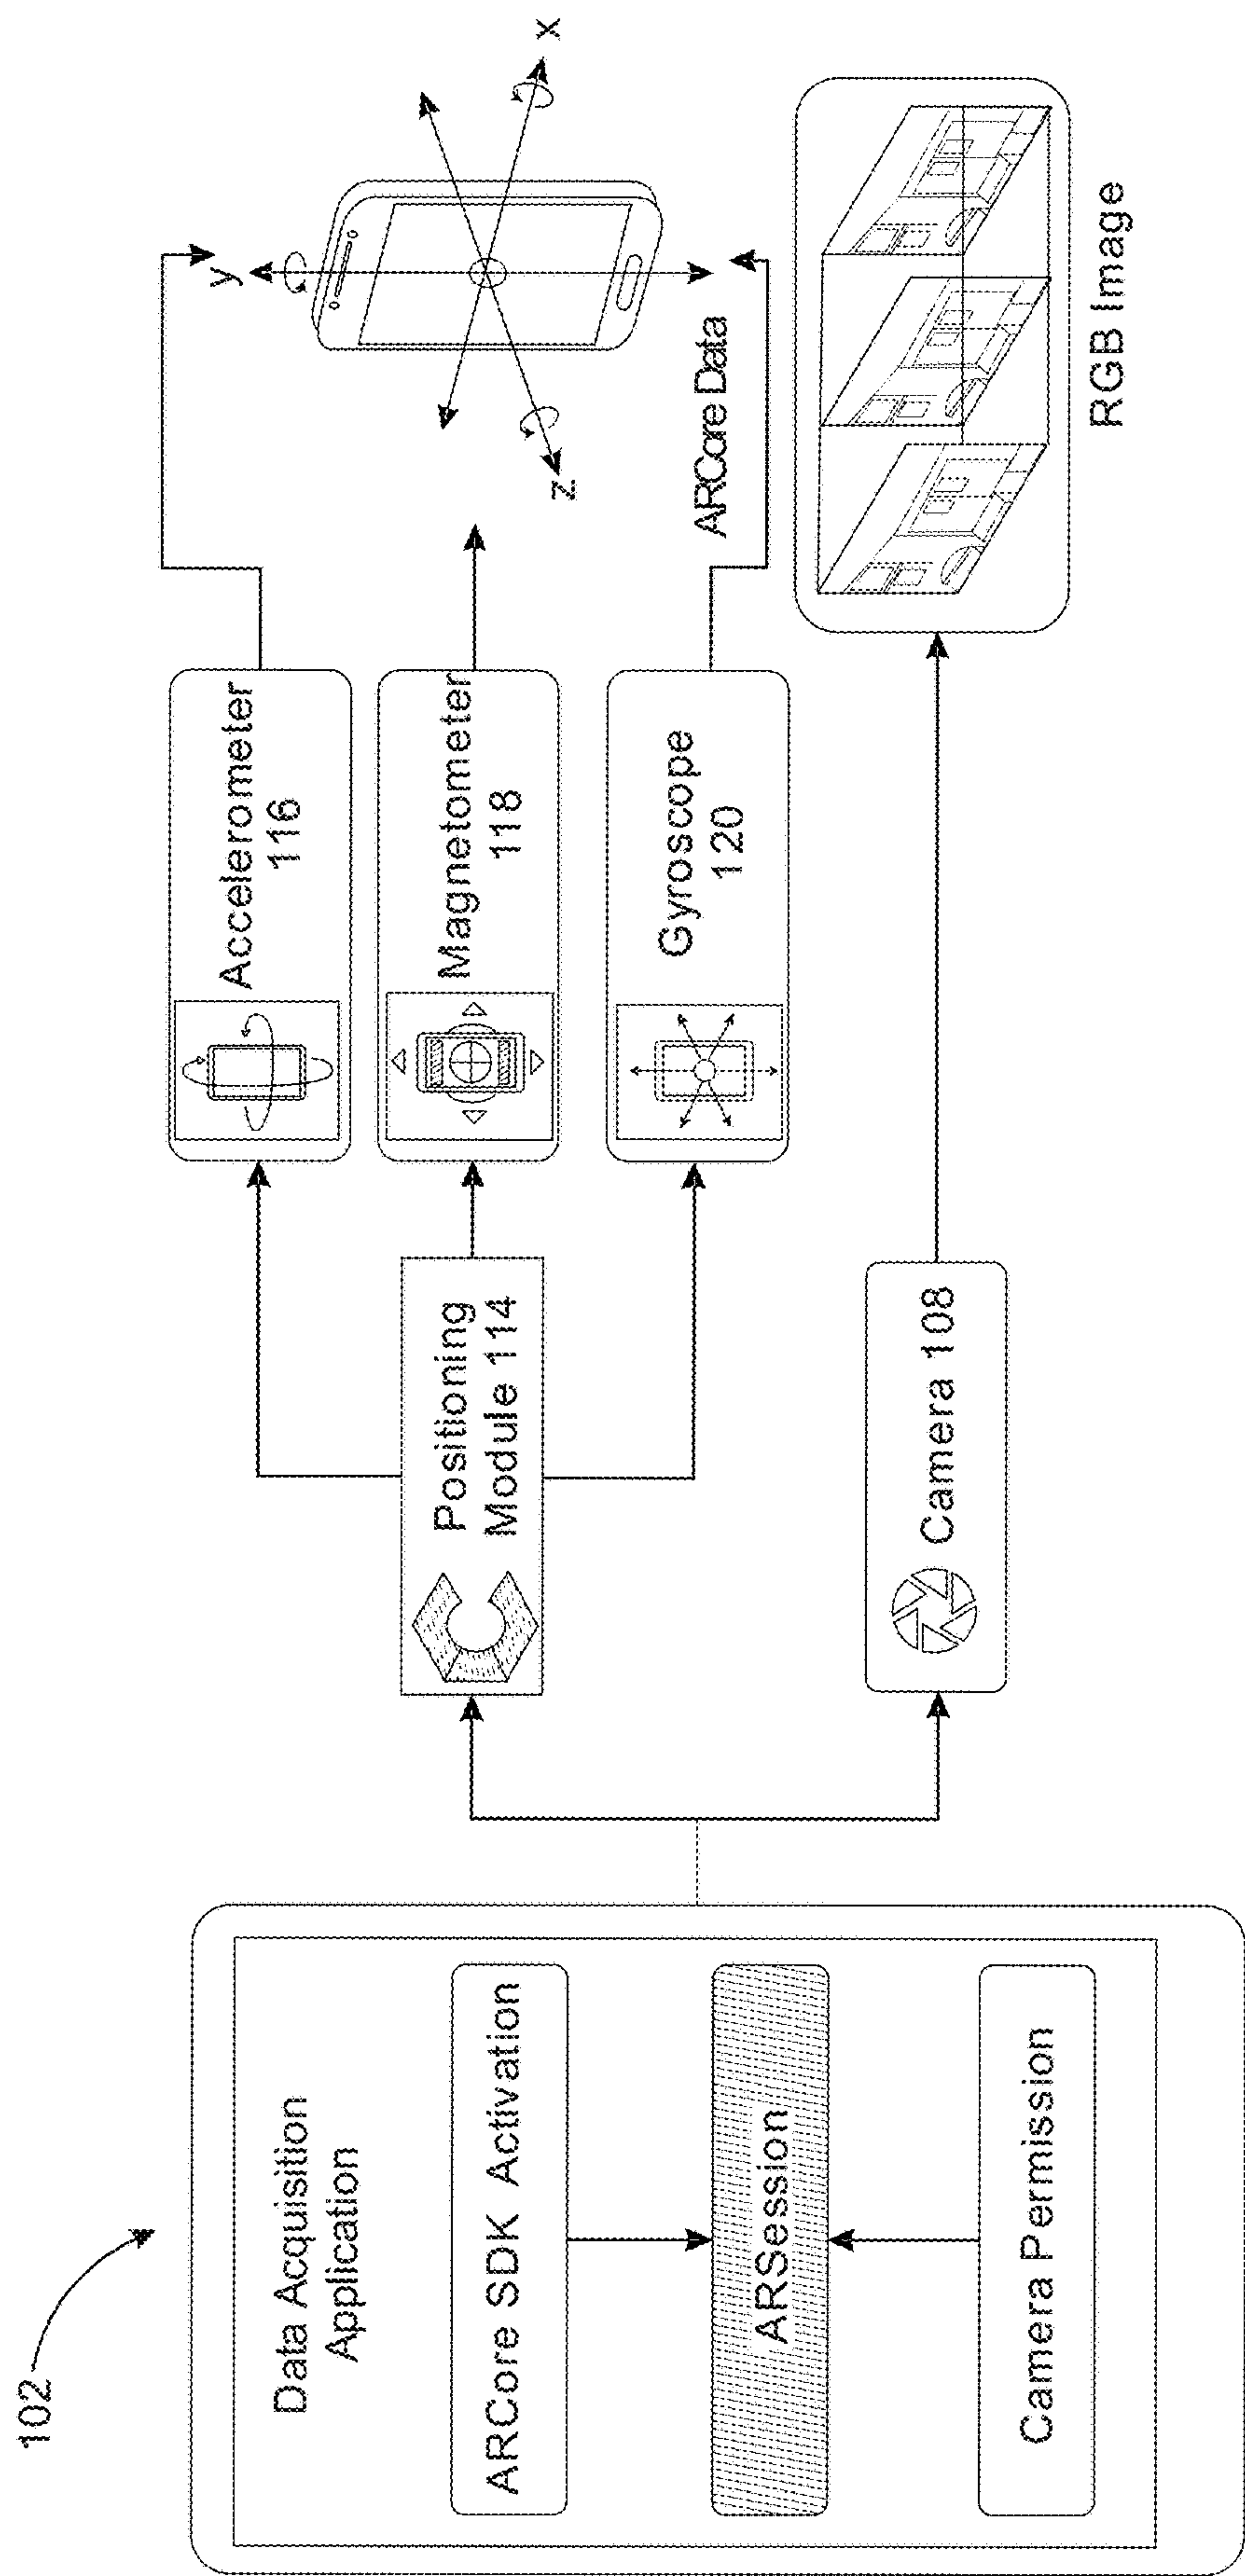 102
Data Acquisition
Application
ARCore SDK Activation
ARSession
Camera Permission
Positioning
Module 114
Camera 108
Accelerometer
116
Magnetometer
118
Gyroscope
120
y
x
z
ARCore Data
RGB Image